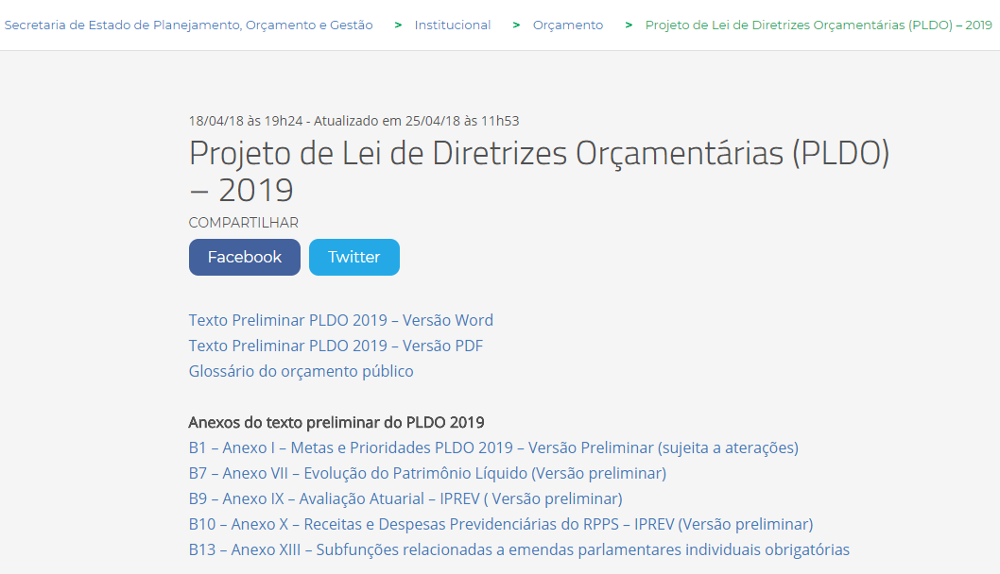 Secretaria de Estado de Planejamento, Orçamento e Gestão > Institucional > Orçamento > Projeto de Lei de Diretrizes Orçamentárias (PLDO) – 2019
18/04/18 às 19h24 - Atualizado em 25/04/18 às 11h53
Projeto de Lei de Diretrizes Orçamentárias (PLDO)
– 2019
COMPARTILHAR
Facebook Twitter
Texto Preliminar PLDO 2019 – Versão Word
Texto Preliminar PLDO 2019 – Versão PDF
Glossário do orçamento público
Anexos do texto preliminar do PLDO 2019
B1 – Anexo I – Metas e Prioridades PLDO 2019 – Versão Preliminar (sujeita a aterações)
B7 – Anexo VII – Evolução do Patrimônio Líquido (Versão preliminar)
B9 – Anexo IX – Avaliação Atuarial – IPREV ( Versão preliminar)
B10 – Anexo X – Receitas e Despesas Previdenciárias do RPPS – IPREV (Versão preliminar)
B13 – Anexo XIII – Subfunções relacionadas a emendas parlamentares individuais obrigatórias